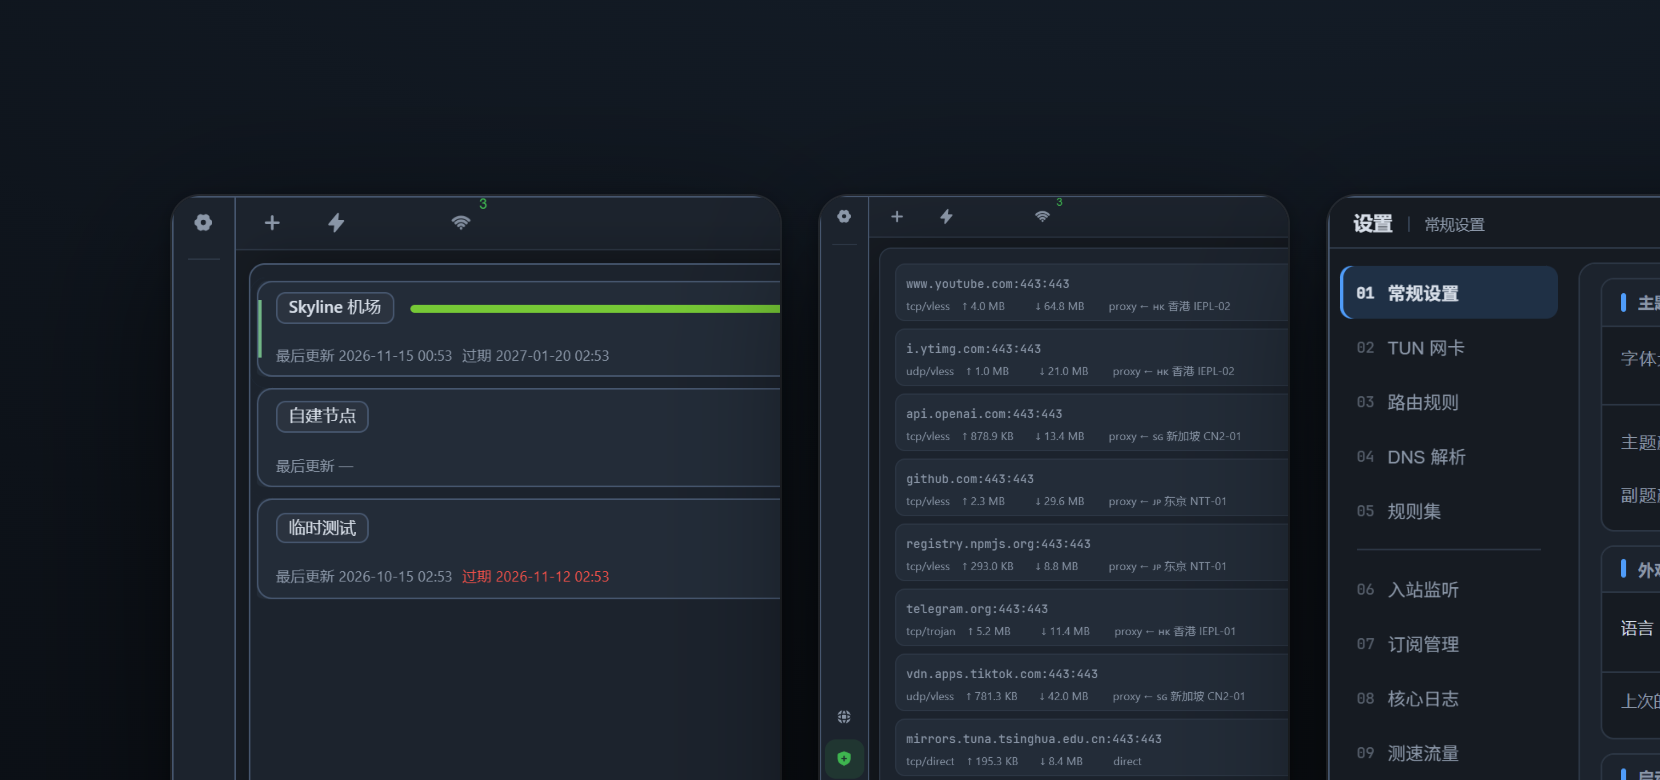 3
Skyline 机场
最后更新 2026-11-15 00:53 过期 2027-01-20 02:53
自建节点
最后更新 —
临时测试
最后更新 2026-10-15 02:53 过期 2026-11-12 02:53
3
www.youtube.com:443:443
tcp/vless ↑ 4.0 MB ↓ 64.8 MB proxy ← HK 香港 IEPL-02
i.ytimg.com:443:443
udp/vless ↑ 1.0 MB ↓ 21.0 MB proxy ← HK 香港 IEPL-02
api.openai.com:443:443
tcp/vless ↑ 878.9 KB ↓ 13.4 MB proxy ← SG 新加坡 CN2-01
github.com:443:443
tcp/vless ↑ 2.3 MB ↓ 29.6 MB proxy ← JP 东京 NTT-01
registry.npmjs.org:443:443
tcp/vless ↑ 293.0 KB ↓ 8.8 MB proxy ← JP 东京 NTT-01
telegram.org:443:443
tcp/trojan ↑ 5.2 MB ↓ 11.4 MB proxy ← HK 香港 IEPL-01
vdn.apps.tiktok.com:443:443
udp/vless ↑ 781.3 KB ↓ 42.0 MB proxy ← SG 新加坡 CN2-01
mirrors.tuna.tsinghua.edu.cn:443:443
tcp/direct ↑ 195.3 KB ↓ 8.4 MB direct
设置 | 常规设置
01 常规设置
02 TUN 网卡
03 路由规则
04 DNS 解析
05 规则集
06 入站监听
07 订阅管理
08 核心日志
09 测速流量
主
字体
主题
副题
外
语言
上次